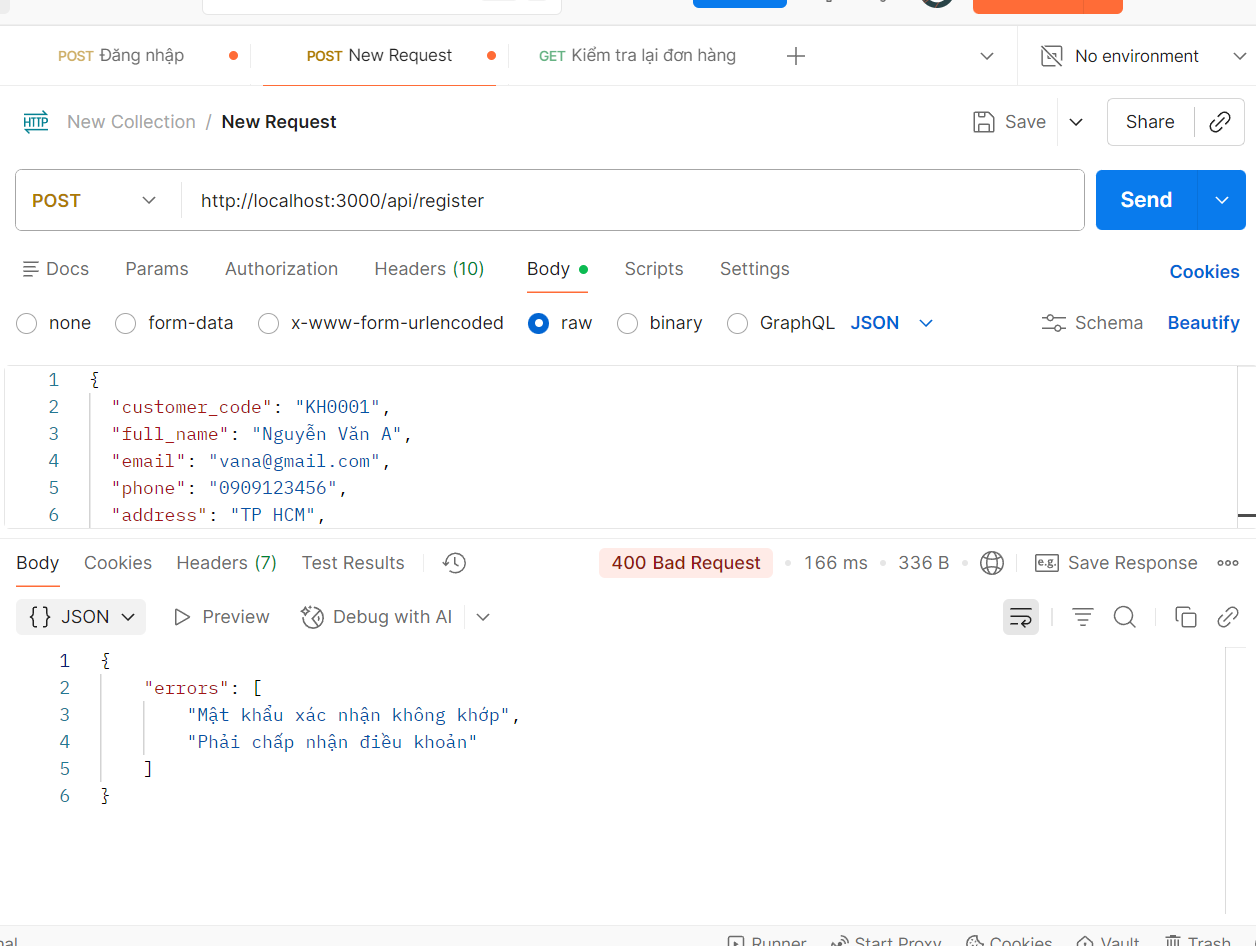 POST Đăng nhập
POST New Request
GET Kiểm tra lại đơn hàng
No environment
HTTP New Collection / New Request
Save
Share
POST
http://localhost:3000/api/register
Send
Docs Params Authorization Headers (10) Body Scripts Settings Cookies
none form-data x-www-form-urlencoded raw binary GraphQL JSON Schema Beautify
1 {
2 "customer_code": "KH0001",
3 "full_name": "Nguyễn Văn A",
4 "email": "vana@gmail.com",
5 "phone": "0909123456",
6 "address": "TP HCM",
Body Cookies Headers (7) Test Results 400 Bad Request 166 ms 336 B e.g. Save Response
{} JSON Preview Debug with AI
1 {
2 "errors": [
3 "Mật khẩu xác nhận không khớp",
4 "Phải chấp nhận điều khoản"
5 ]
6 }
Runner Start Proxy Cookies Vault Trash